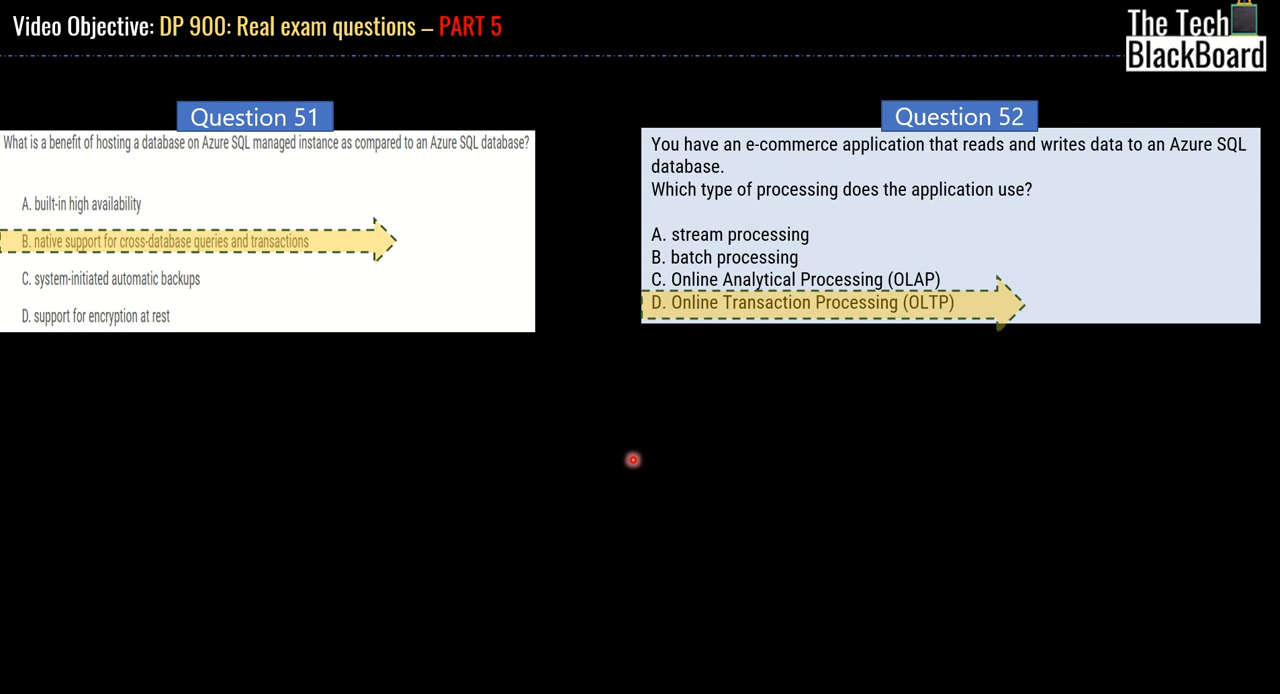 Video Objective: DP 900: Real exam questions – PART 5
The Tech
BlackBoard
Question 51
What is a benefit of hosting a database on Azure SQL managed instance as compared to an Azure SQL database?
A. built-in high availability
B. native support for cross-database queries and transactions
C. system-initiated automatic backups
D. support for encryption at rest
Question 52
You have an e-commerce application that reads and writes data to an Azure SQL
database.
Which type of processing does the application use?
A. stream processing
B. batch processing
C. Online Analytical Processing (OLAP)
D. Online Transaction Processing (OLTP)